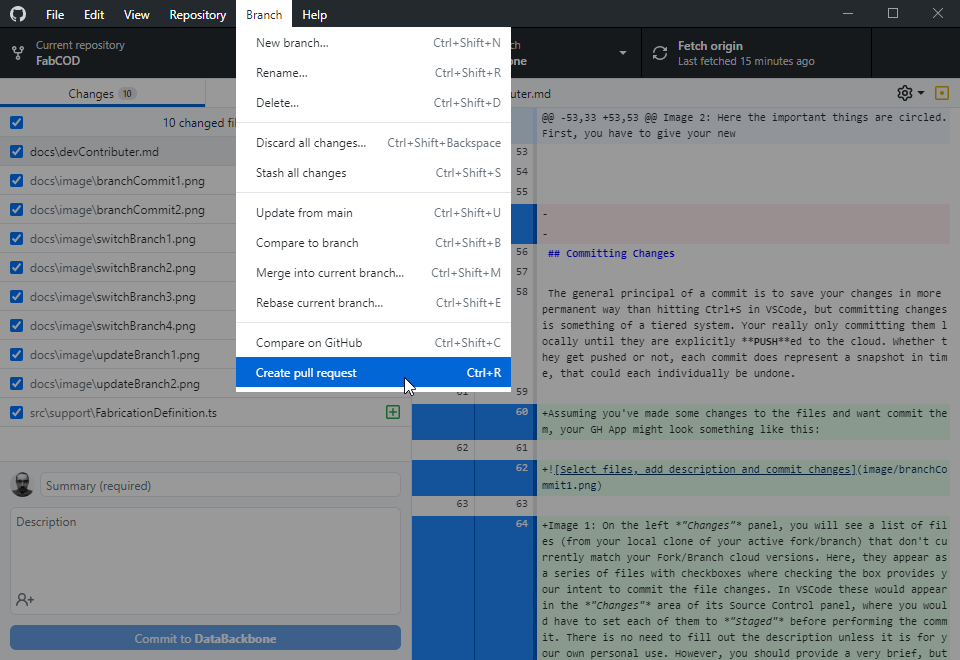 File Edit View Repository Branch Help
Current repository
FabCOD
Fetch origin
Last fetched 15 minutes ago
Changes 10
10 changed
docs\devContributer.md
docs\image\branchCommit1.png
docs\image\branchCommit2.png
docs\image\switchBranch1.png
docs\image\switchBranch2.png
docs\image\switchBranch3.png
docs\image\switchBranch4.png
docs\image\updateBranch1.png
docs\image\updateBranch2.png
src\support\FabricationDefinition.ts
Summary (required)
Description
Commit to DataBackbone
New branch... Ctrl+Shift+N
Rename... Ctrl+Shift+R
Delete... Ctrl+Shift+D
Discard all changes... Ctrl+Shift+Backspace
Stash all changes Ctrl+Shift+S
Update from main Ctrl+Shift+U
Compare to branch Ctrl+Shift+B
Merge into current branch... Ctrl+Shift+M
Rebase current branch... Ctrl+Shift+E
Compare on GitHub Ctrl+Shift+C
Create pull request Ctrl+R
uter.md
@@ -53,33 +53,53 @@ Image 2: Here the important things are circled.
First, you have to give your new
53
54
55
-
-
56 ## Committing Changes
57
58 The general principal of a commit is to save your changes in more
permanent way than hitting Ctrl+S in VSCode, but committing changes
is something of a tiered system. Your really only committing them l
ocally until they are explicitly **PUSH**ed to the cloud. Whether t
hey get pushed or not, each commit does represent a snapshot in tim
e, that could each individually be undone.
61 59
60 +Assuming you've made some changes to the files and want commit the
m, your GH App might look something like this:
62 61
62 +![Select files, add description and commit changes](image/branchCo
mmit1.png)
63 63
64 +Image 1: On the left *"Changes"* panel, you will see a list of fil
es (from your local clone of your active fork/branch) that don't cu
rrently match your Fork/Branch cloud versions. Here, they appear as
a series of files with checkboxes where checking the box provides y
our intent to commit the file changes. In VSCode these would appear
in the *"Changes"* area of its Source Control panel, where you woul
d have to set each of them to *"Staged"* before performing the comm
it. There is no need to fill out the description unless it is for y
our own personal use. However, you should provide a very brief, but